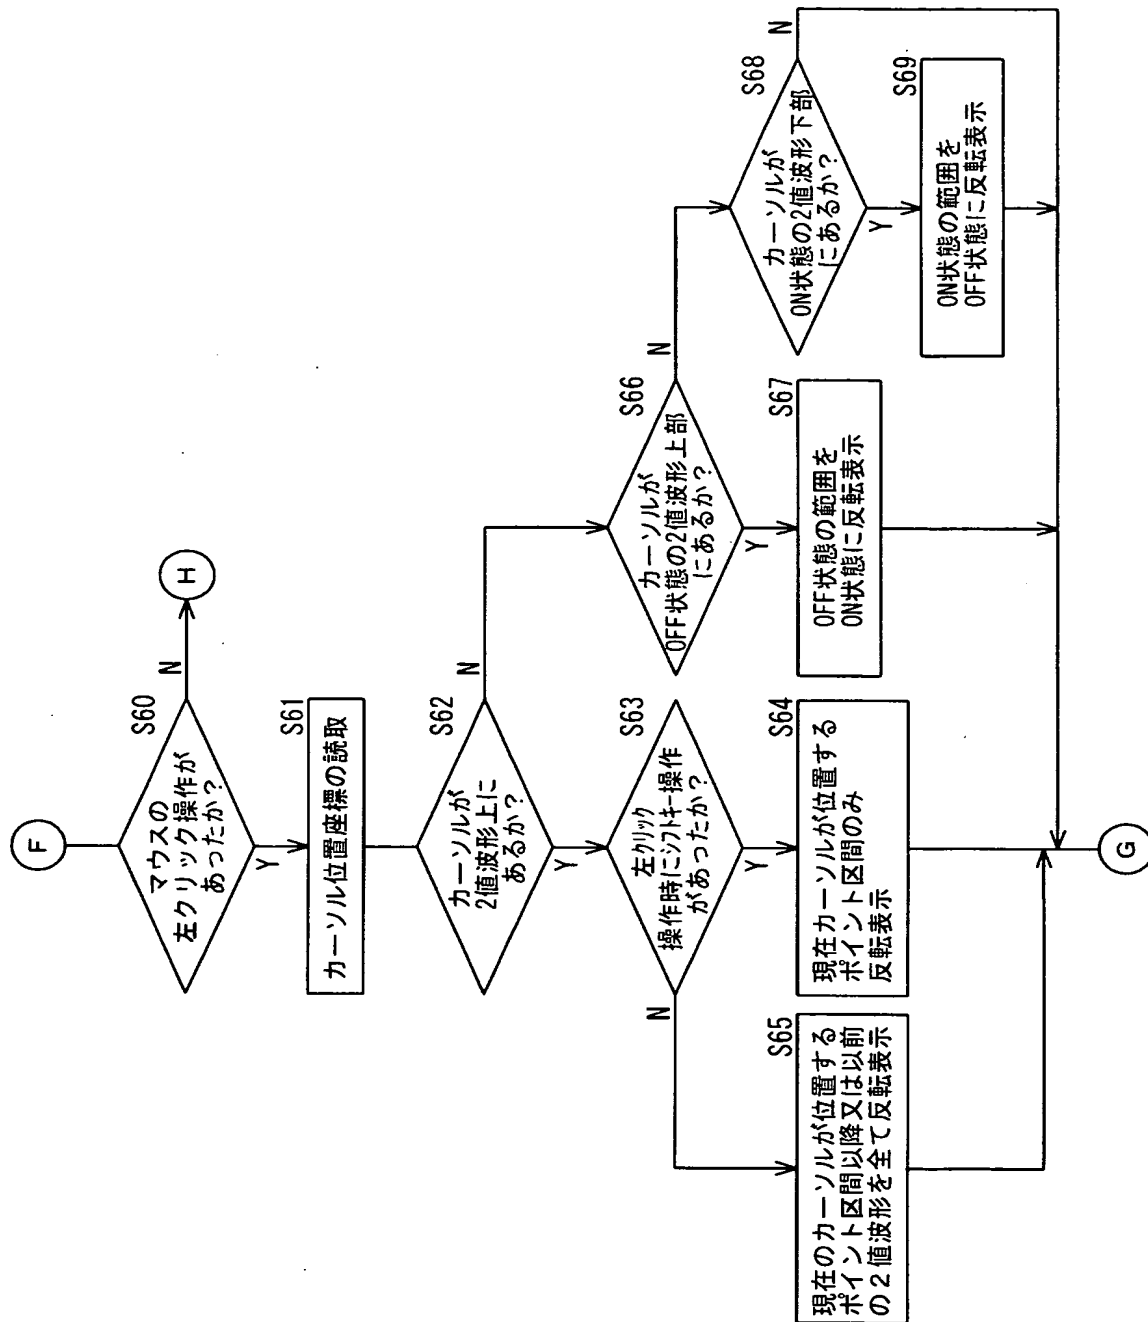 F
S60
マウスの
左クリック操作が
あったか?
N
H
Y
S61
カーソル位置座標の読取
S62
カーソルが
2値波形上に
あるか?
N
Y
S63
左クリック
操作時にシフトキー操作
があったか?
N
Y
S64
現在カーソルが位置する
ポイント区間のみ
反転表示
S65
現在のカーソルが位置する
ポイント区間以降又は以前
の2値波形を全て反転表示
S66
カーソルが
OFF状態の2値波形上部
にあるか?
N
Y
S67
OFF状態の範囲を
ON状態に反転表示
S68
カーソルが
ON状態の2値波形下部
にあるか?
N
Y
S69
ON状態の範囲を
OFF状態に反転表示
G